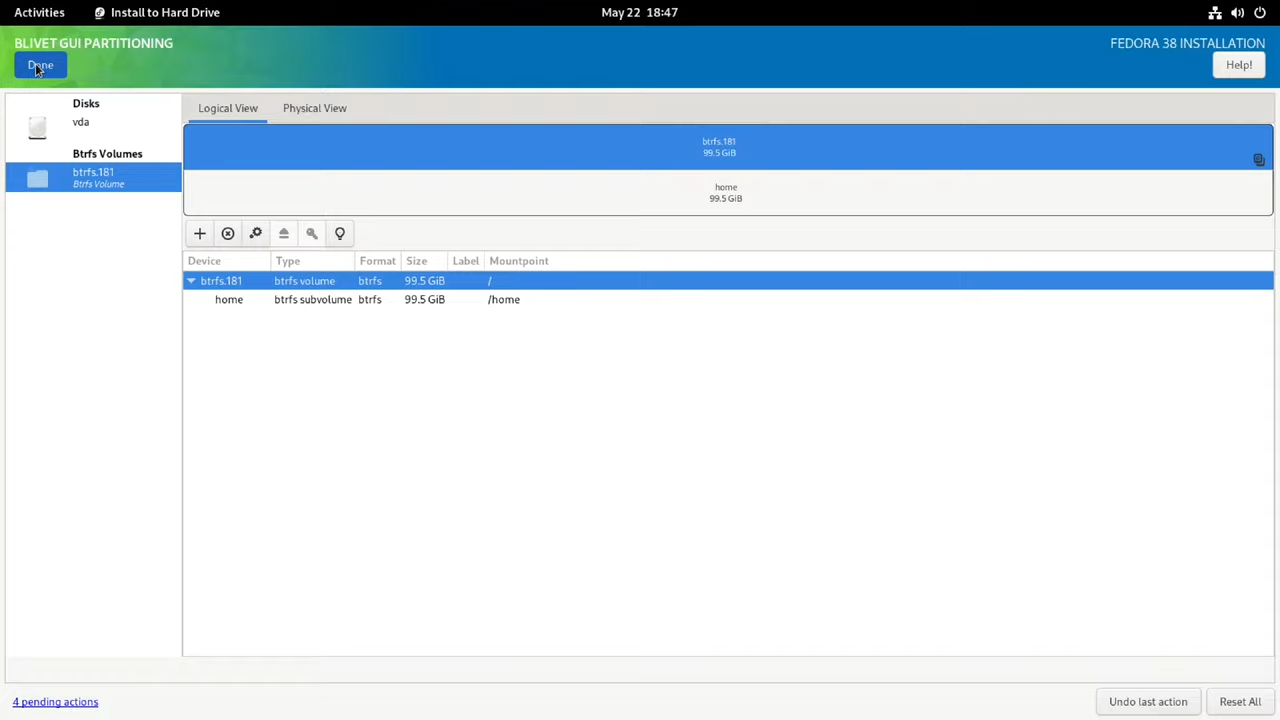 Activities
Install to Hard Drive
May 22 18:47
BLIVET GUI PARTITIONING
FEDORA 38 INSTALLATION
Done
Help!
Disks
vda
Btrfs Volumes
btrfs.181
Btrfs Volume
Logical View
Physical View
btrfs.181
99.5 GiB
home
99.5 GiB
Device Type Format Size Label Mountpoint
btrfs.181 btrfs volume btrfs 99.5 GiB /
home btrfs subvolume btrfs 99.5 GiB /home
4 pending actions
Undo last action
Reset All